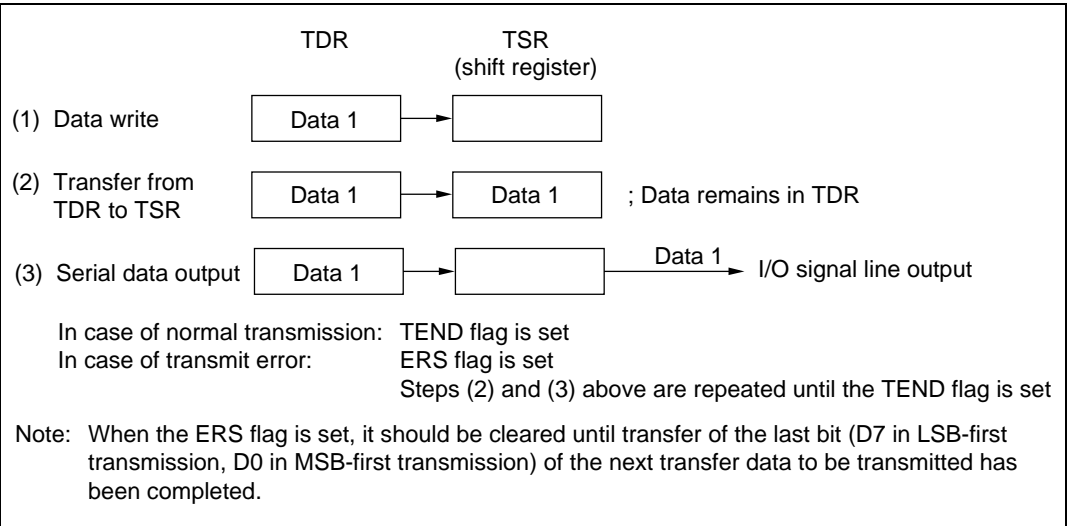 TDR TSR
(shift register)
(1) Data write Data 1
(2) Transfer from
TDR to TSR Data 1 Data 1 ; Data remains in TDR
(3) Serial data output Data 1 Data 1 I/O signal line output
In case of normal transmission: TEND flag is set
In case of transmit error: ERS flag is set
Steps (2) and (3) above are repeated until the TEND flag is set
Note: When the ERS flag is set, it should be cleared until transfer of the last bit (D7 in LSB-first
transmission, D0 in MSB-first transmission) of the next transfer data to be transmitted has
been completed.